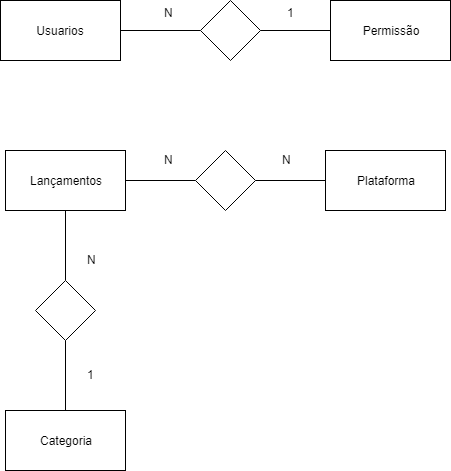 N
1
Usuarios
Permissão
N
N
Lançamentos
Plataforma
N
1
Categoria